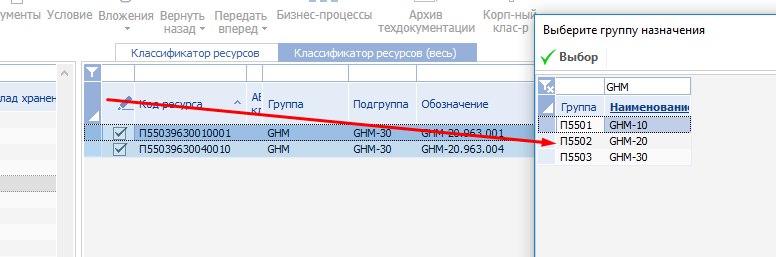 ументы Условие Вложения Вернуть назад Передать вперед Бизнес-процессы Архив техдокументации Корп-ный клас-р
Выберите группу назначения
Выбор
Классификатор ресурсов Классификатор ресурсов (весь)
GHM
лад хранен
Код ресурса Группа Подгруппа Обозначение
Группа Наименование
П55039630010001 GHM GHM-30 GHM-20.963.001
П55039630040010 GHM GHM-30 GHM-20.963.004
П5501 GHM-10
П5502 GHM-20
П5503 GHM-30